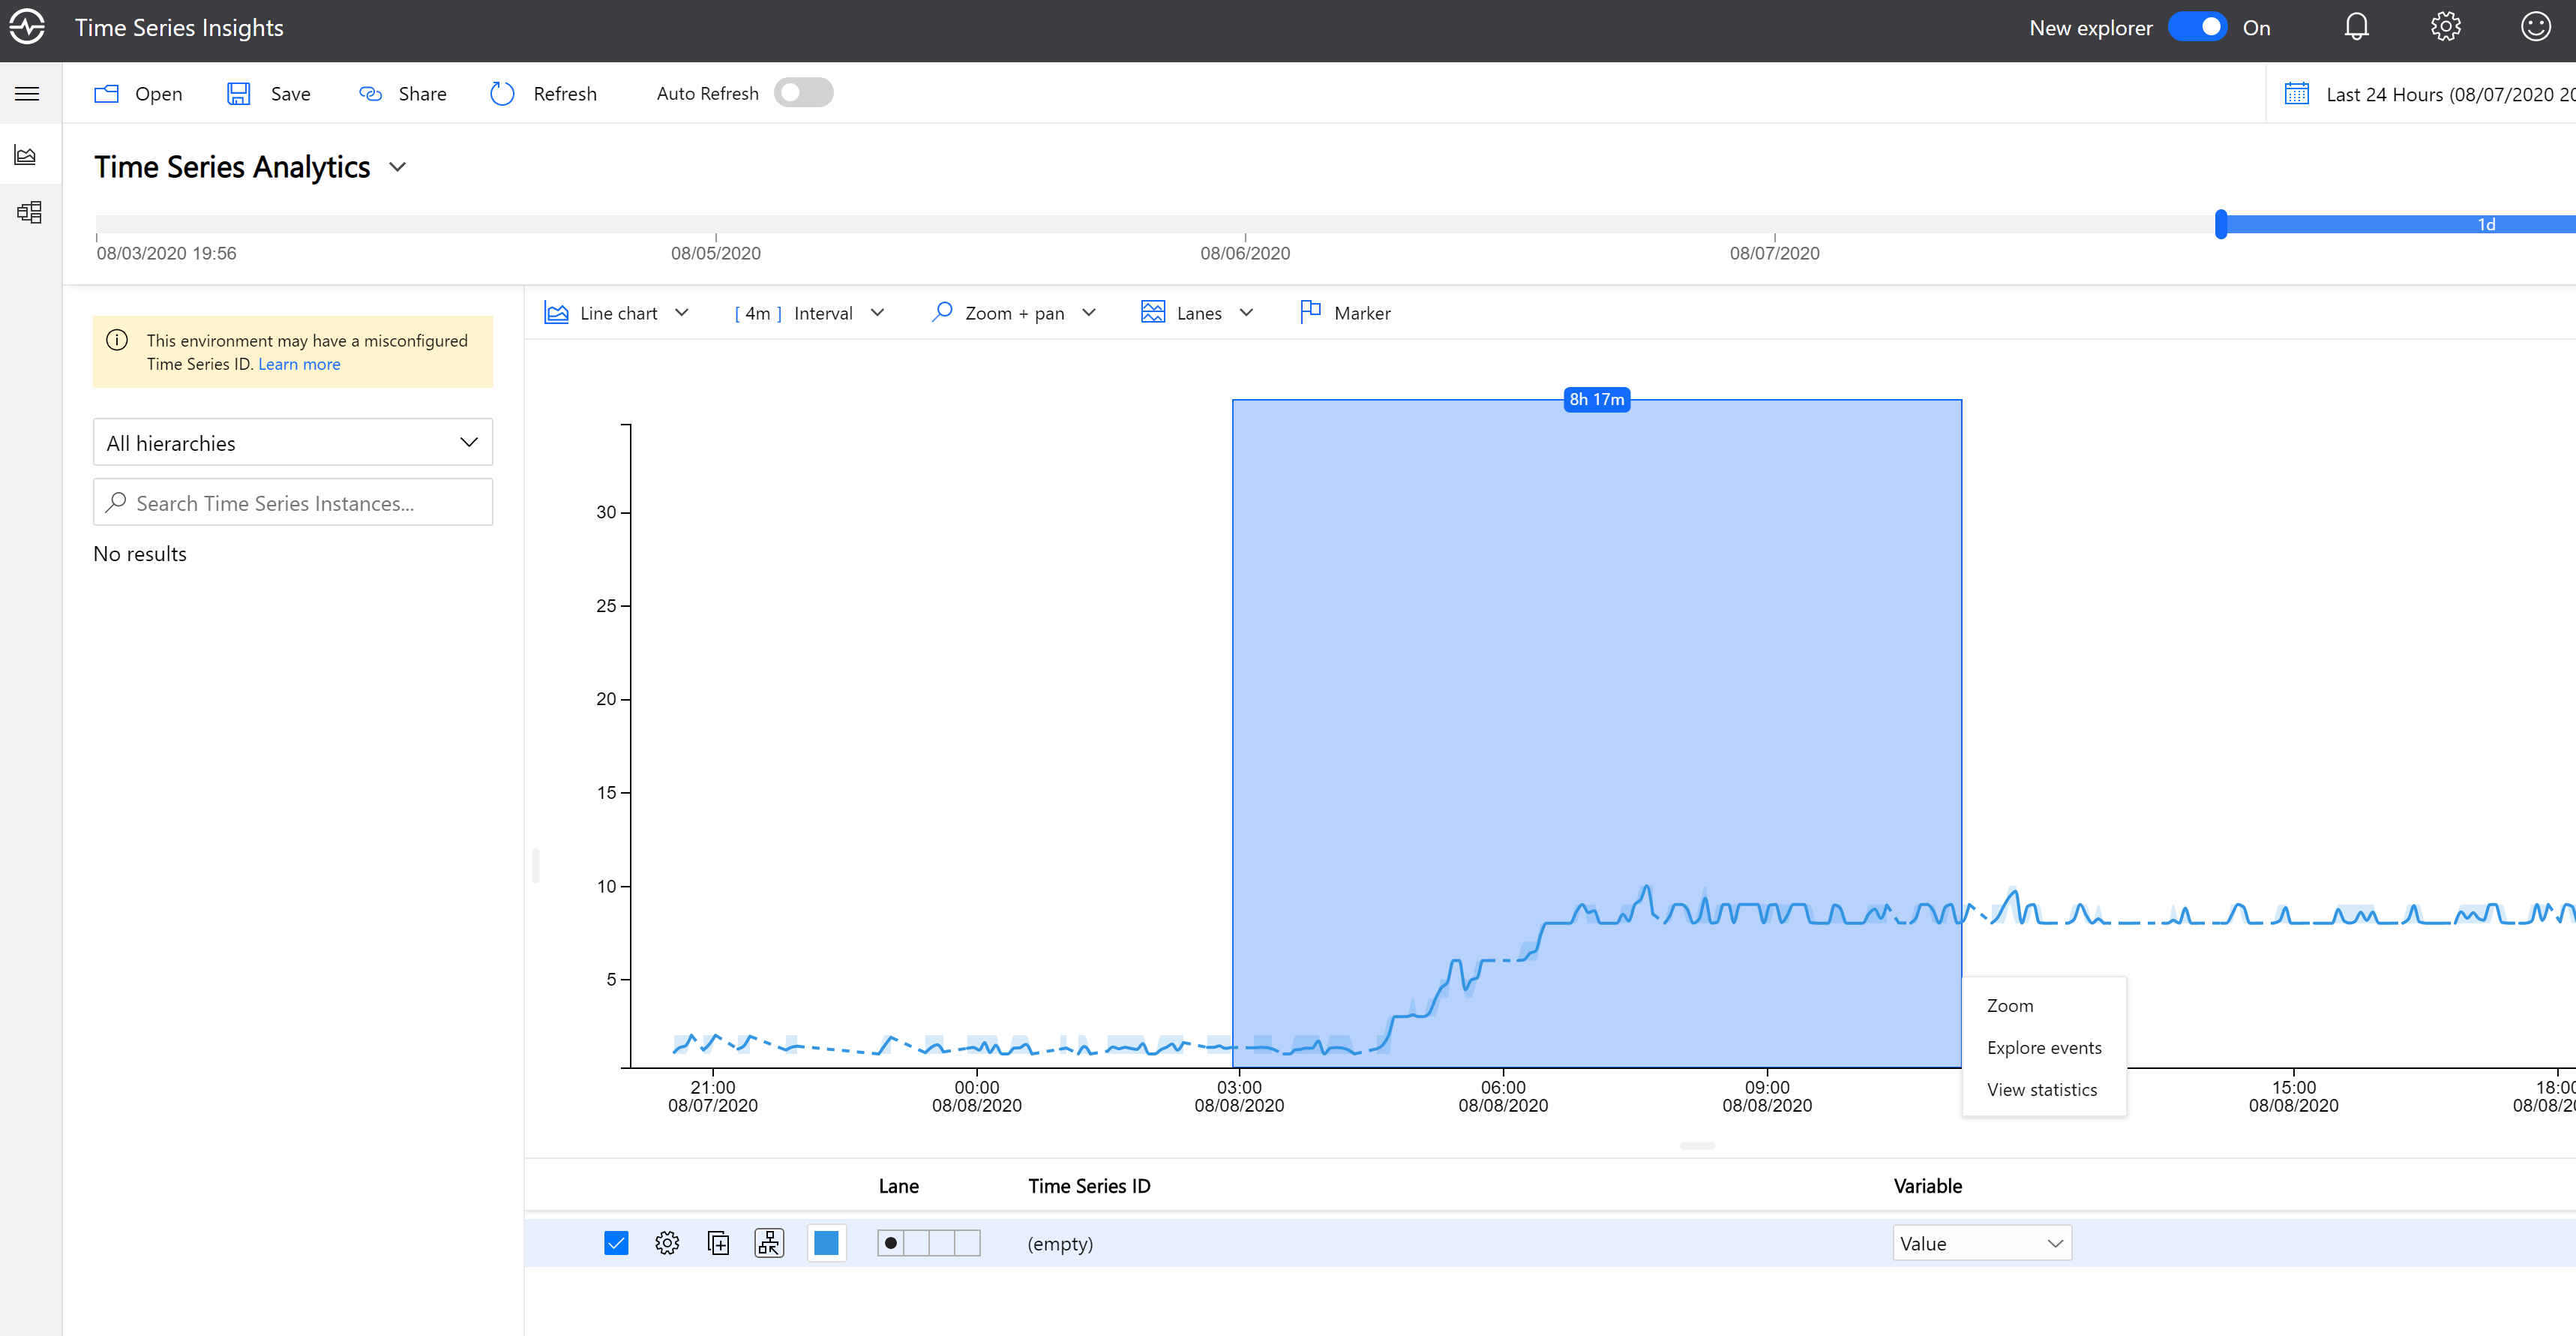 Time Series Insights
New explorer On
Open Save Share Refresh Auto Refresh
Last 24 Hours (08/07/2020 20
Time Series Analytics
1d
08/03/2020 19:56 08/05/2020 08/06/2020 08/07/2020
Line chart [ 4m ] Interval Zoom + pan Lanes Marker
This environment may have a misconfigured
Time Series ID. Learn more
All hierarchies
Search Time Series Instances...
No results
8h 17m
30
25
20
15
10
5
Zoom
Explore events
View statistics
21:00 00:00 03:00 06:00 09:00 15:00 18:00
08/07/2020 08/08/2020 08/08/2020 08/08/2020 08/08/2020 08/08/2020 08/08/20
Lane Time Series ID Variable
(empty) Value